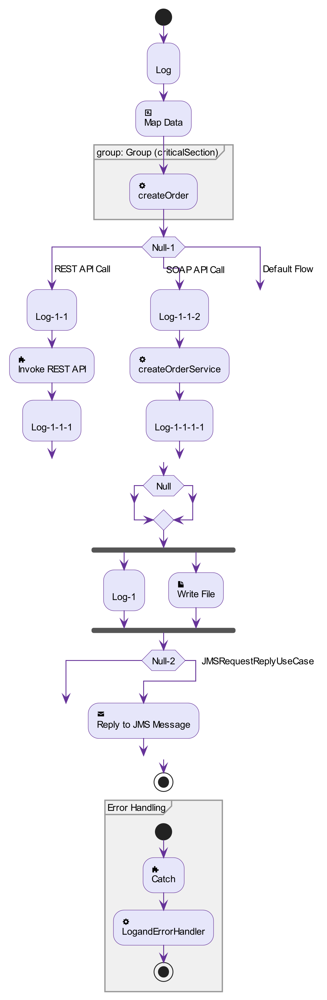 Log
Map Data
group: Group (criticalSection)
createOrder
Null-1
REST API Call
SOAP API Call
Default Flow
Log-1-1
Log-1-1-2
Invoke REST API
createOrderService
Log-1-1-1
Log-1-1-1-1
Null
Log-1
Write File
Null-2
JMSRequestReplyUseCase
Reply to JMS Message
Error Handling
Catch
LogandErrorHandler